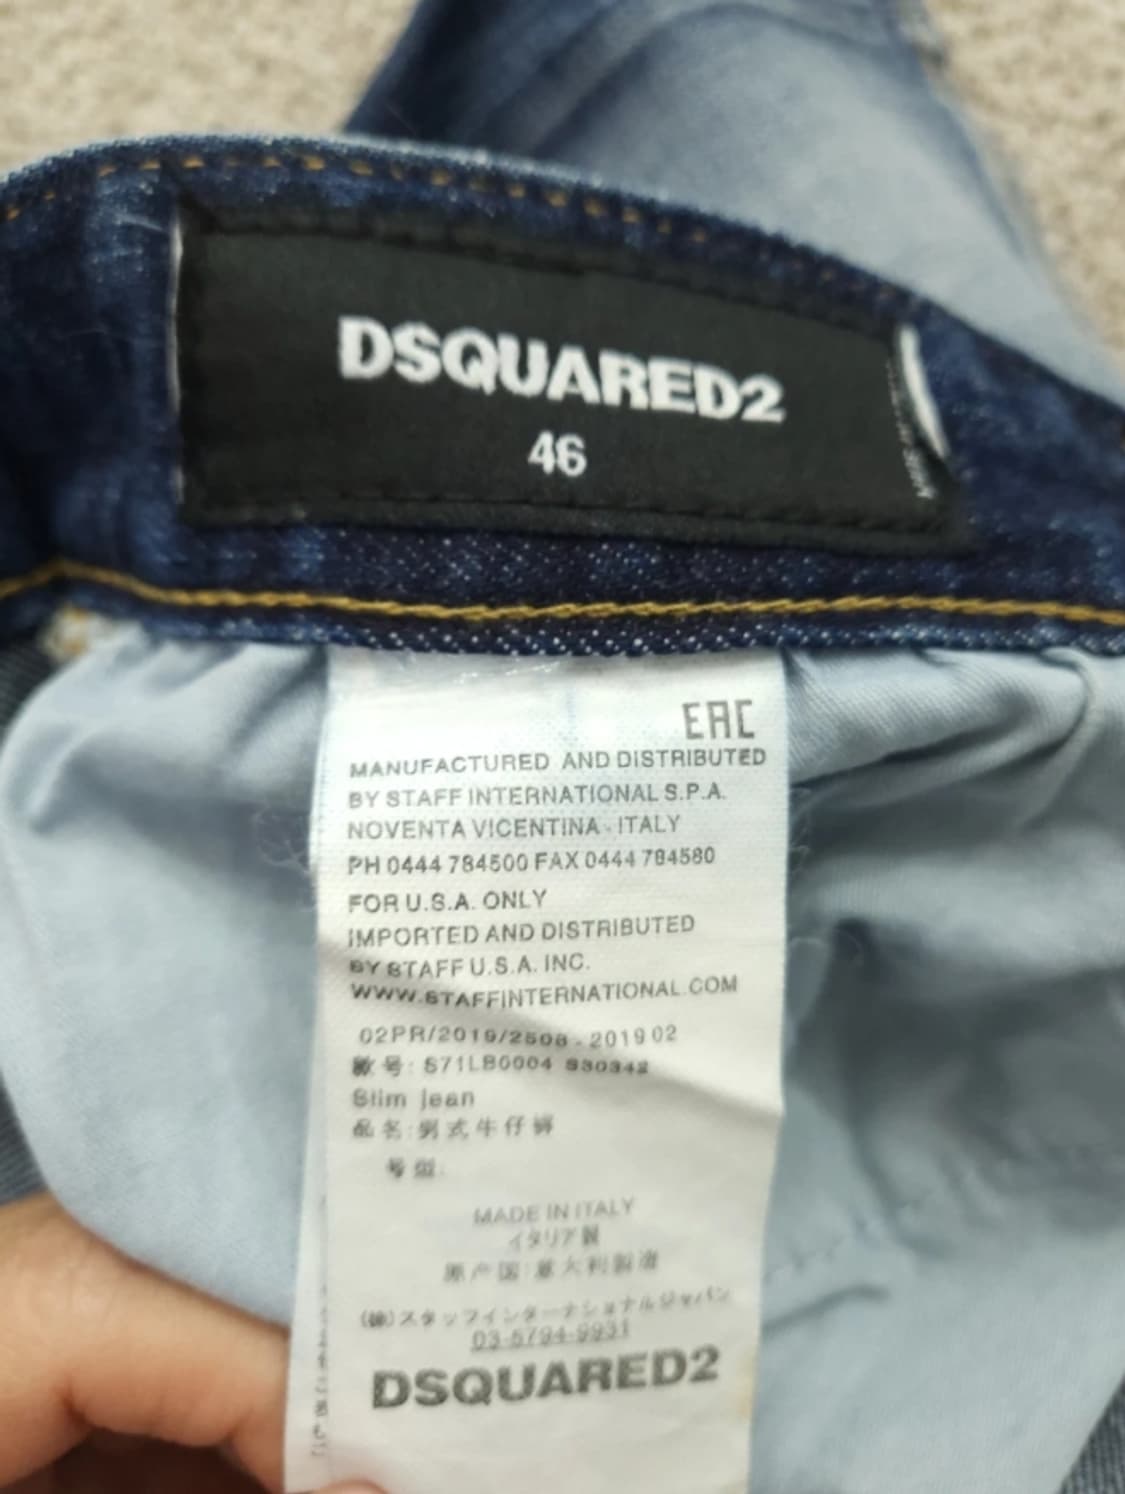 DSQUARED2
46
EAC
MANUFACTURED AND DISTRIBUTED
BY STAFF INTERNATIONAL S.P.A.
NOVENTA VICENTINA - ITALY
PH 0444 784500 FAX 0444 784580
FOR U.S.A. ONLY
IMPORTED AND DISTRIBUTED
BY STAFF U.S.A. INC.
WWW.STAFFINTERNATIONAL.COM
02PR/2019/2508 - 2019 02
款号: S71LB0004 S30342
Slim jean
品名:男式牛仔裤
号型:
MADE IN ITALY
イタリア製
原产国:意大利製造
(株)スタッフインターナショナルジャパン
03-5794-9931
DSQUARED2